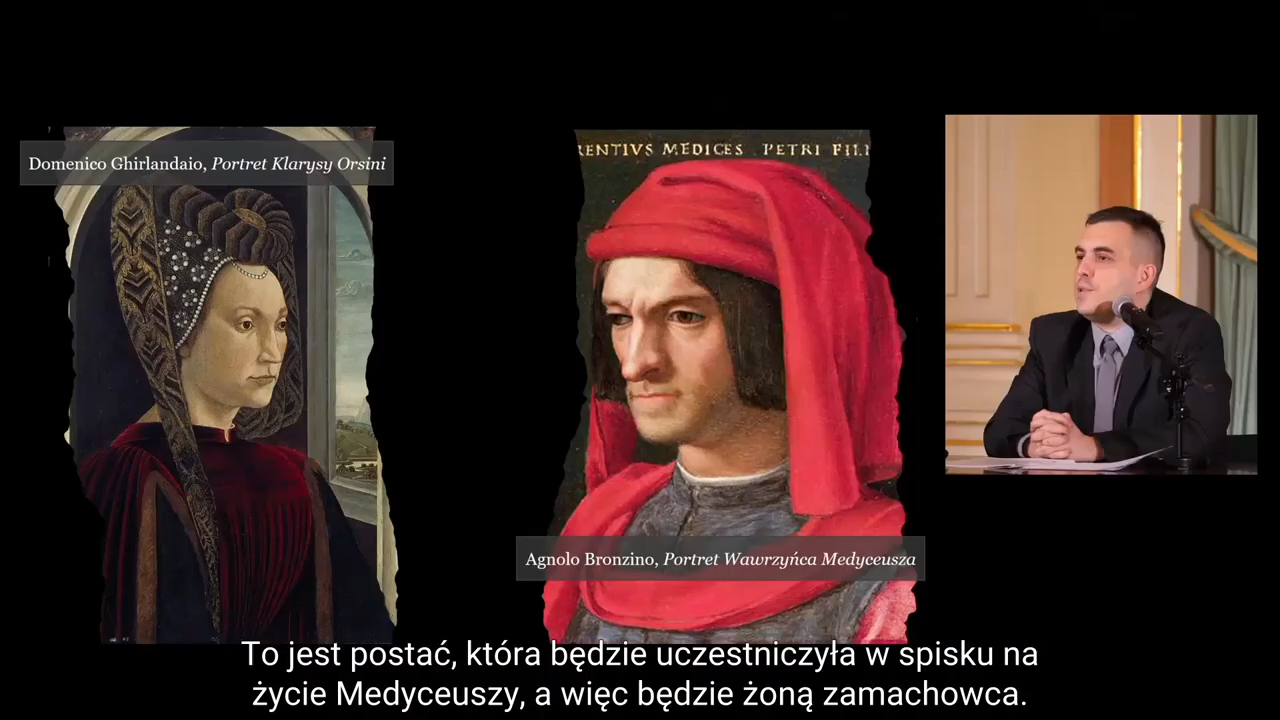 Domenico Ghirlandaio, Portret Klarysy Orsini
RENTIVS MEDICES . PETRI FILI
Agnolo Bronzino, Portret Wawrzyńca Medyceusza
To jest postać, która będzie uczestniczyła w spisku na
życie Medyceuszy, a więc będzie żoną zamachowca.